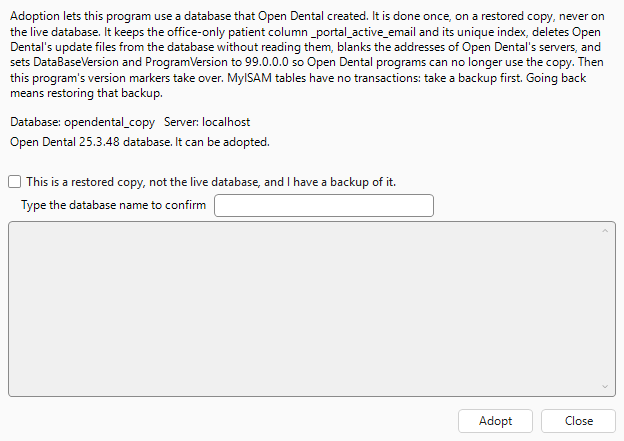 Adoption lets this program use a database that Open Dental created. It is done once, on a restored copy, never on
the live database. It keeps the office-only patient column _portal_active_email and its unique index, deletes Open
Dental's update files from the database without reading them, blanks the addresses of Open Dental's servers, and
sets DataBaseVersion and ProgramVersion to 99.0.0.0 so Open Dental programs can no longer use the copy. Then
this program's version markers take over. MyISAM tables have no transactions: take a backup first. Going back
means restoring that backup.
Database: opendental_copy   Server: localhost
Open Dental 25.3.48 database. It can be adopted.
This is a restored copy, not the live database, and I have a backup of it.
Type the database name to confirm
Adopt Close